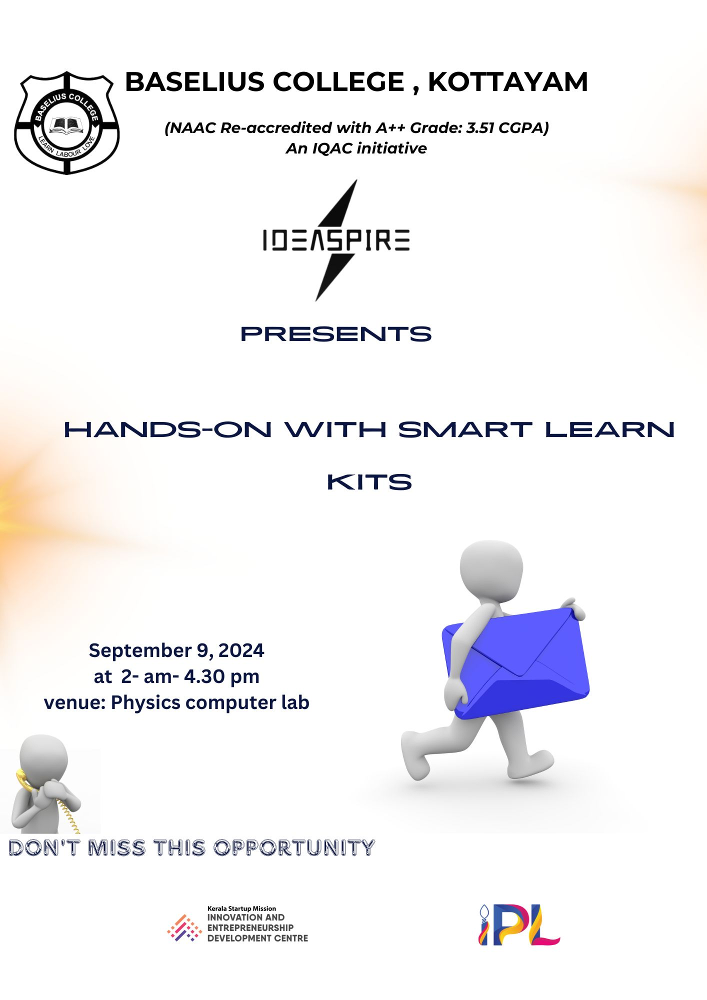 BASELIUS COLLEGE , KOTTAYAM
BASELIUS COLLEGE
LEARN LABOUR LOVE
(NAAC Re-accredited with A++ Grade: 3.51 CGPA)
An IQAC initiative
IDEASPIRE
PRESENTS
HANDS-ON WITH SMART LEARN
KITS
September 9, 2024
at 2- am- 4.30 pm
venue: Physics computer lab
DON'T MISS THIS OPPORTUNITY
Kerala Startup Mission
INNOVATION AND
ENTREPRENEURSHIP
DEVELOPMENT CENTRE
iPL